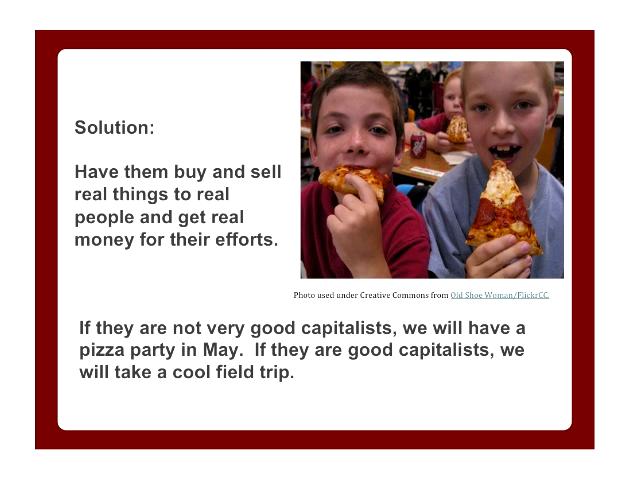 Solution:
Have them buy and sell
real things to real
people and get real
money for their efforts.
Photo used under Creative Commons from Old Shoe Woman/FlickrCC.
If they are not very good capitalists, we will have a
pizza party in May.  If they are good capitalists, we
will take a cool field trip.